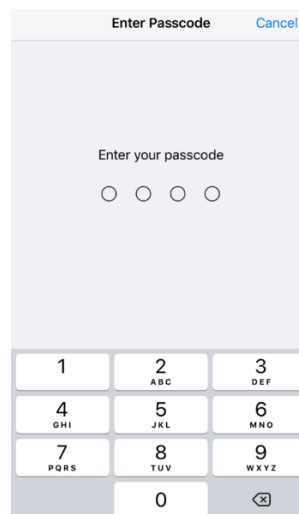 Enter Passcode Cancel
Enter your passcode
1 2 3
ABC DEF
4 5 6
GHI JKL MNO
7 8 9
PQRS TUV WXYZ
0